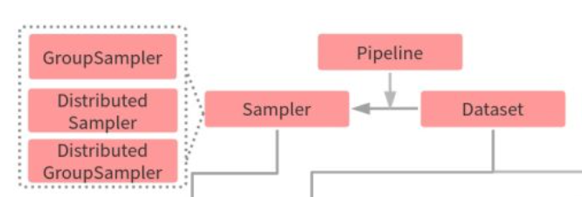 GroupSampler
Distributed
Sampler
Distributed
GroupSampler
Pipeline
Sampler
Dataset